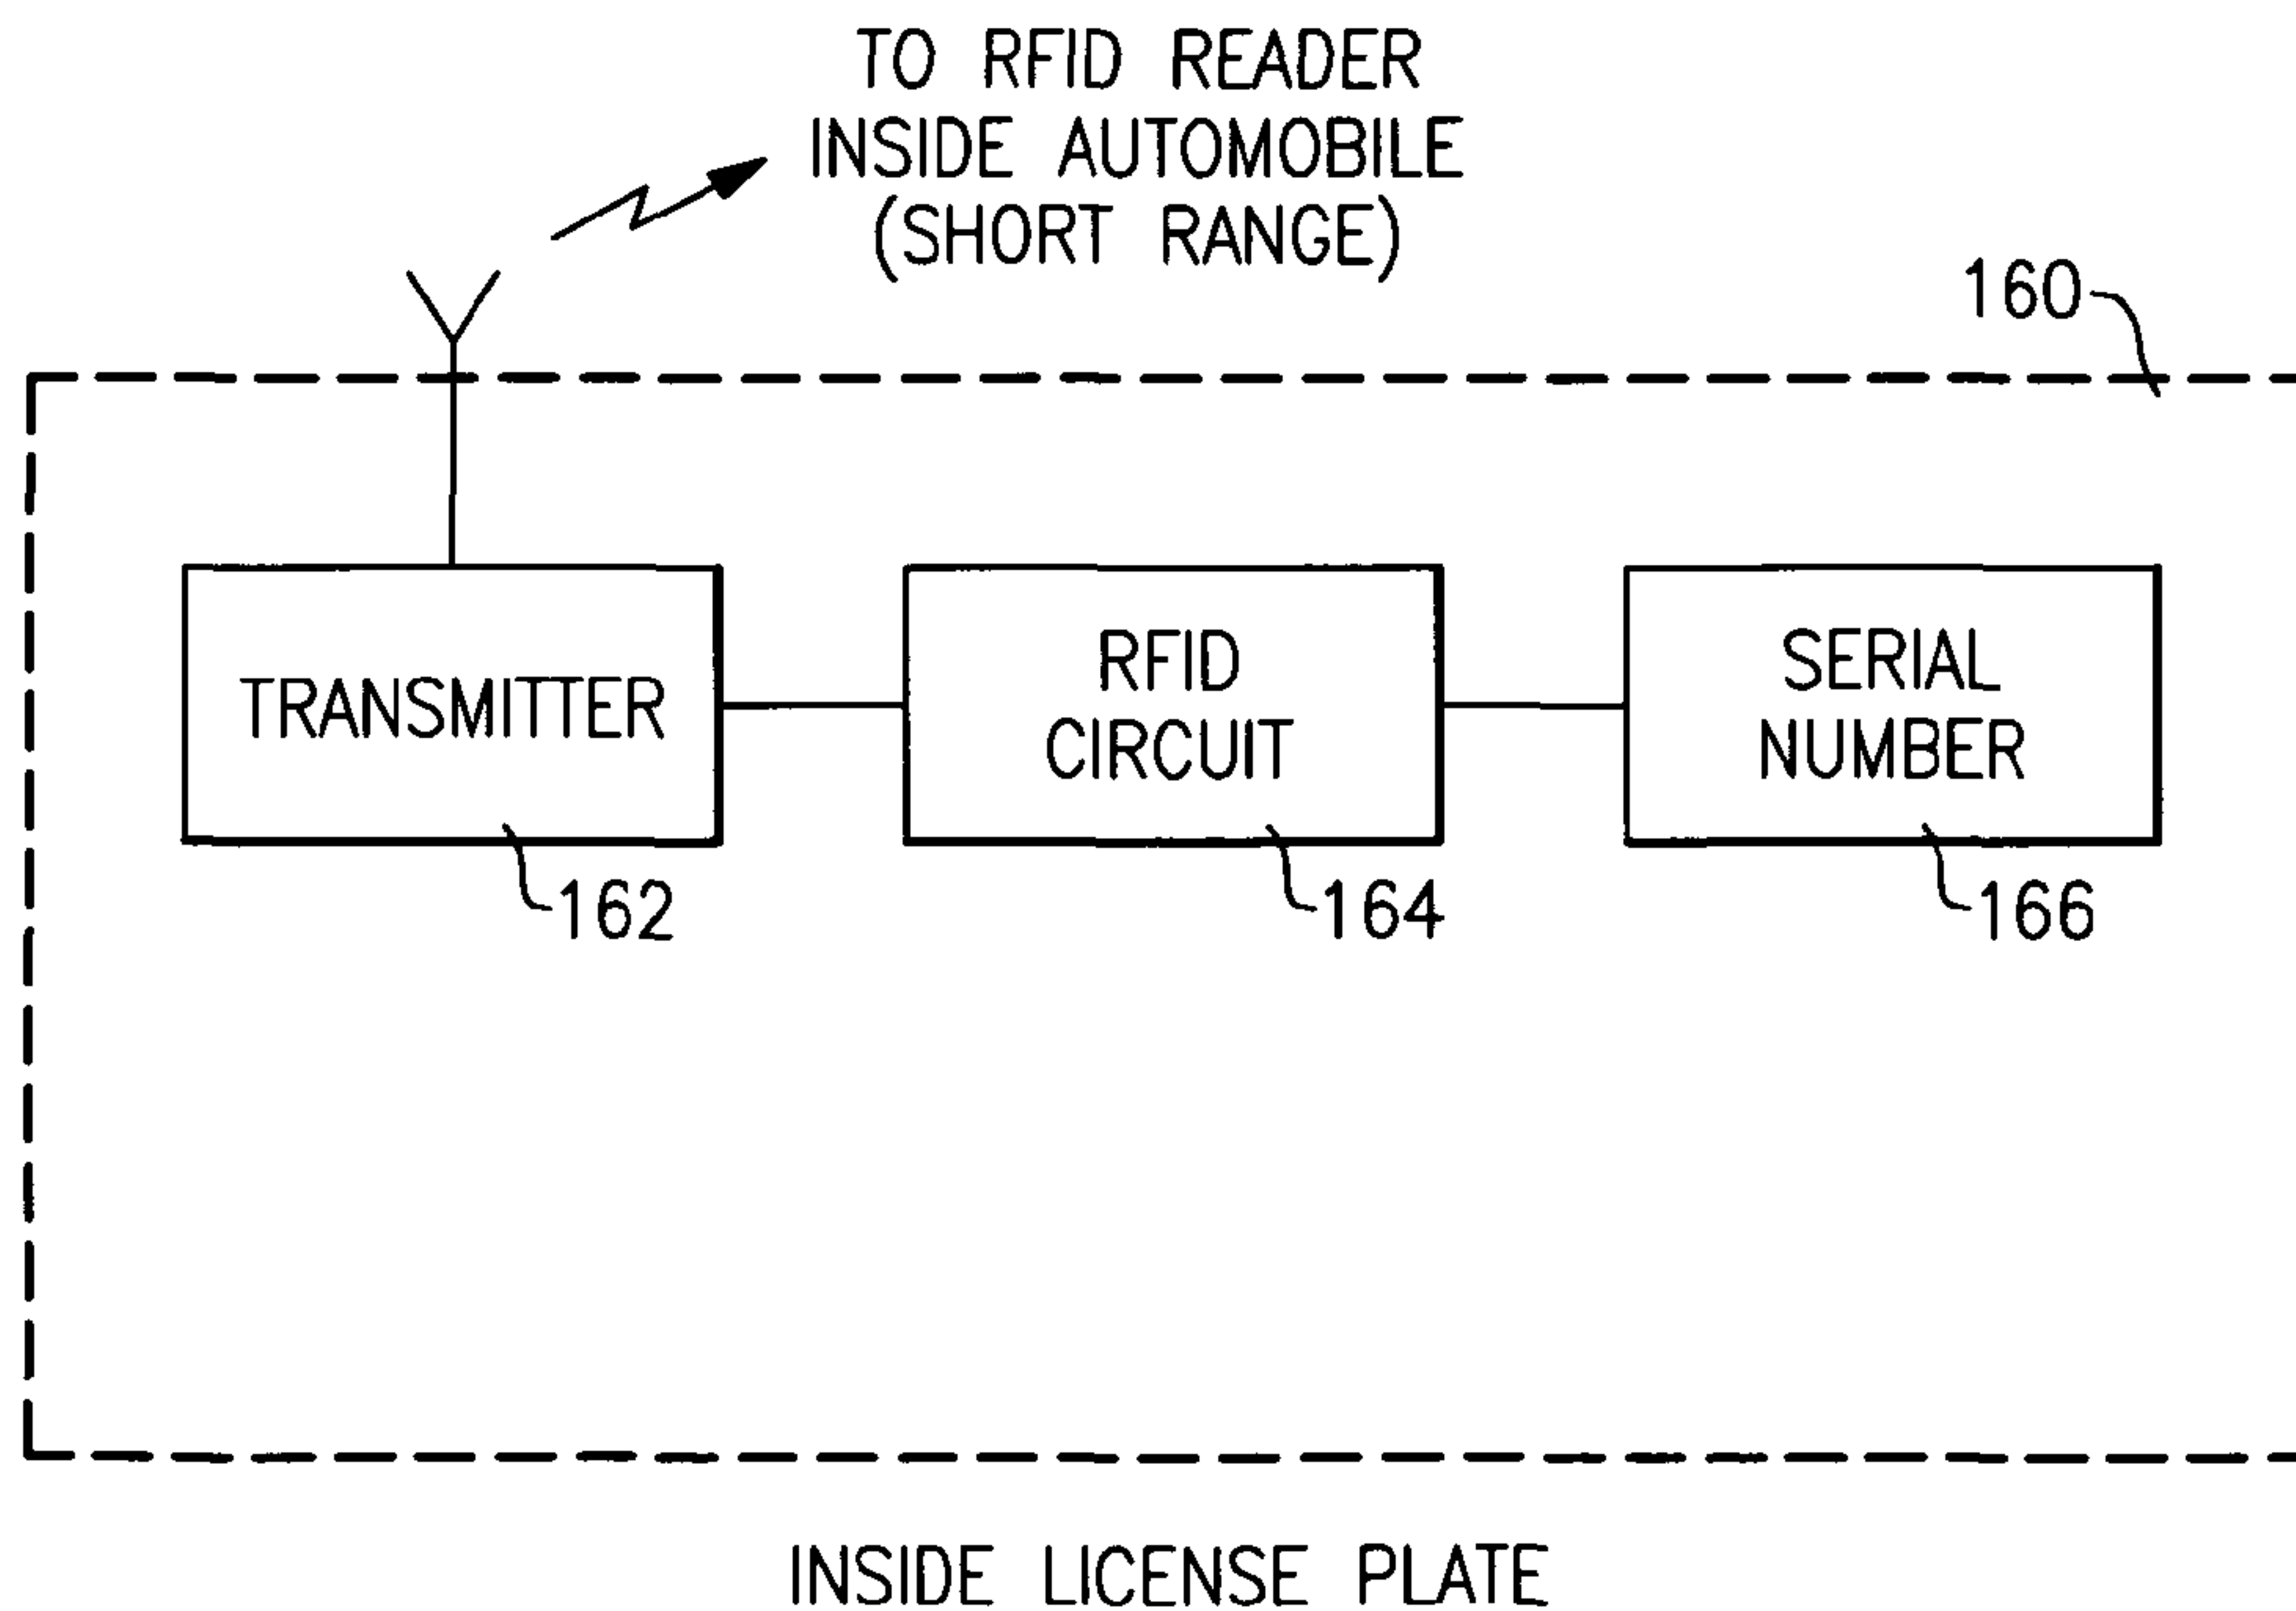 TO RFID READER
INSIDE AUTOMOBILE
(SHORT RANGE)
160
TRANSMITTER
RFID
CIRCUIT
SERIAL
NUMBER
162
164
166
INSIDE LICENSE PLATE